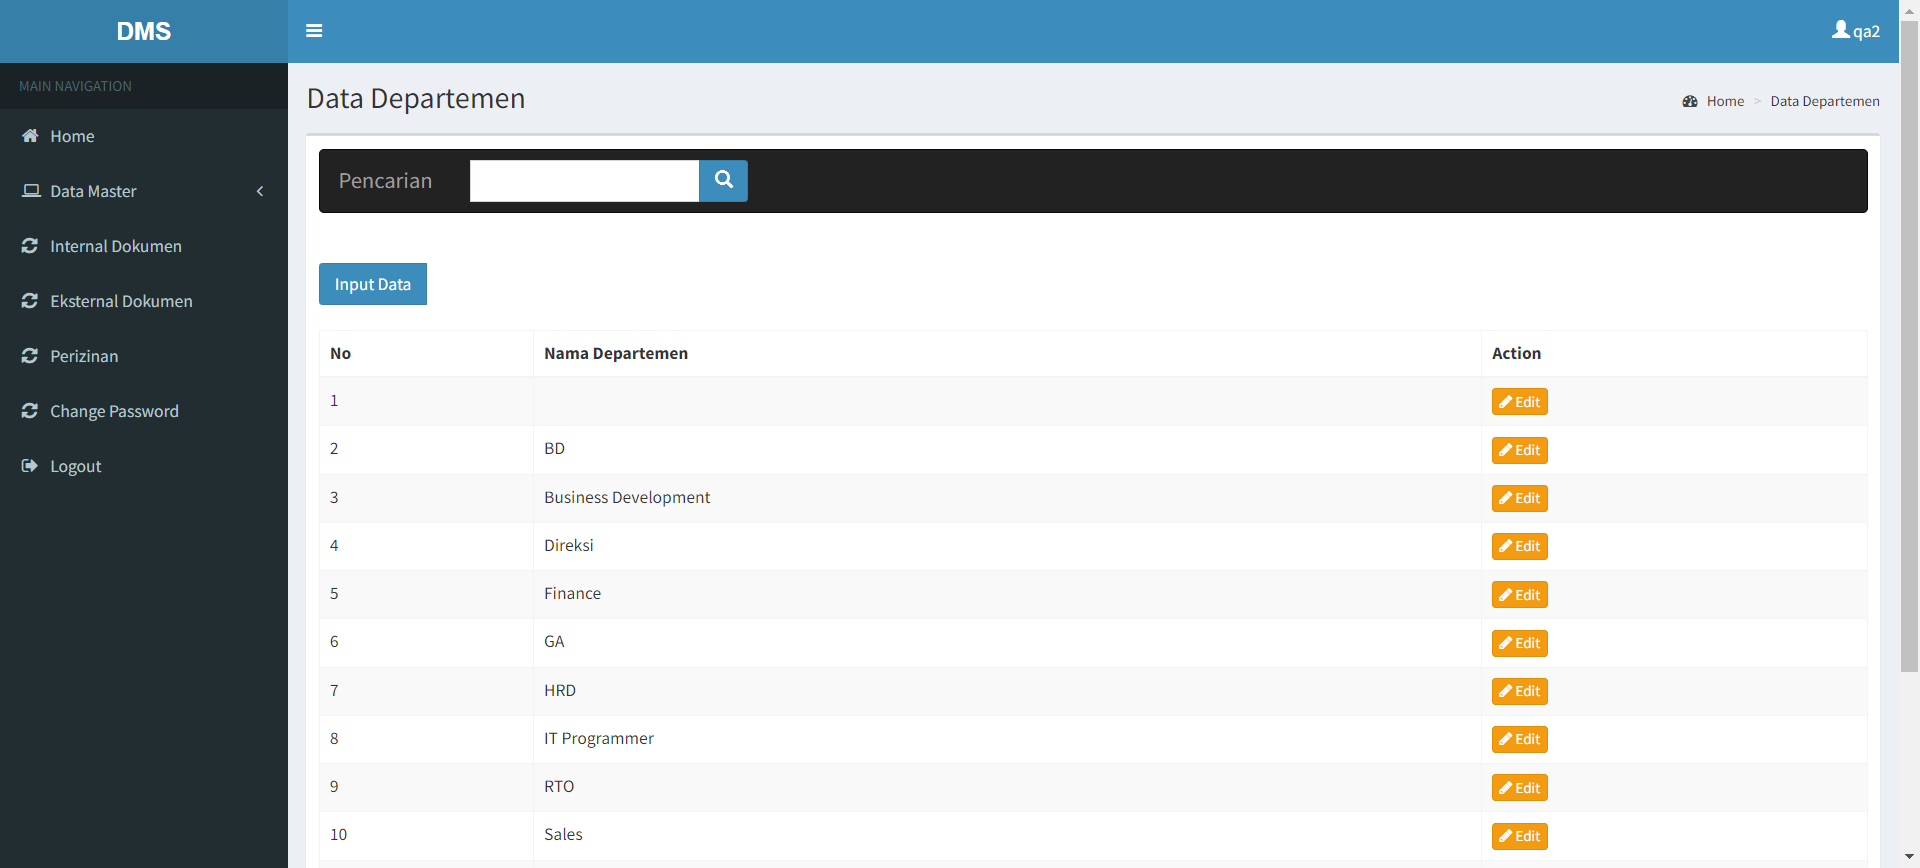 DMS
qa2
MAIN NAVIGATION
Home
Data Master
Internal Dokumen
Eksternal Dokumen
Perizinan
Change Password
Logout
Data Departemen
Home > Data Departemen
Pencarian
Input Data
No Nama Departemen Action
1 Edit
2 BD Edit
3 Business Development Edit
4 Direksi Edit
5 Finance Edit
6 GA Edit
7 HRD Edit
8 IT Programmer Edit
9 RTO Edit
10 Sales Edit